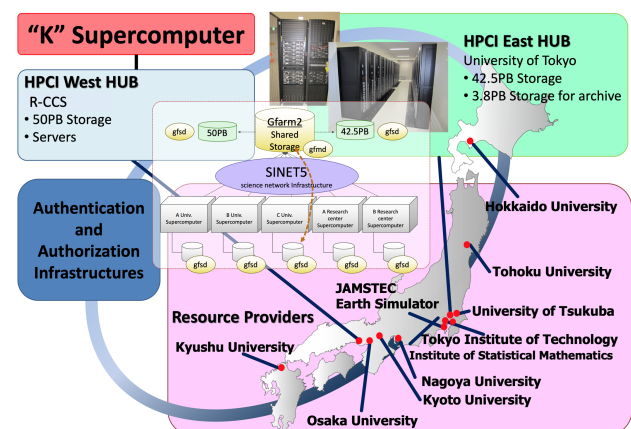 “K” Supercomputer
HPCI West HUB
R-CCS
• 50PB Storage
• Servers
HPCI East HUB
University of Tokyo
• 42.5PB Storage
• 3.8PB Storage for archive
gfsd
50PB
Gfarm2
Shared
Storage
42.5PB
gfsd
gfmd
SINET5
science network Infrastructure
A Univ.
Supercomputer
B Univ.
Supercomputer
C Univ.
Supercomputer
A Research
center
Supercomputer
B Research
center
Supercomputer
gfsd
gfsd
gfsd
gfsd
gfsd
Authentication
and
Authorization
Infrastructures
Hokkaido University
Tohoku University
JAMSTEC
Earth Simulator
University of Tsukuba
Resource Providers
Tokyo Institute of Technology
Kyushu University
Institute of Statistical Mathematics
Nagoya University
Kyoto University
Osaka University